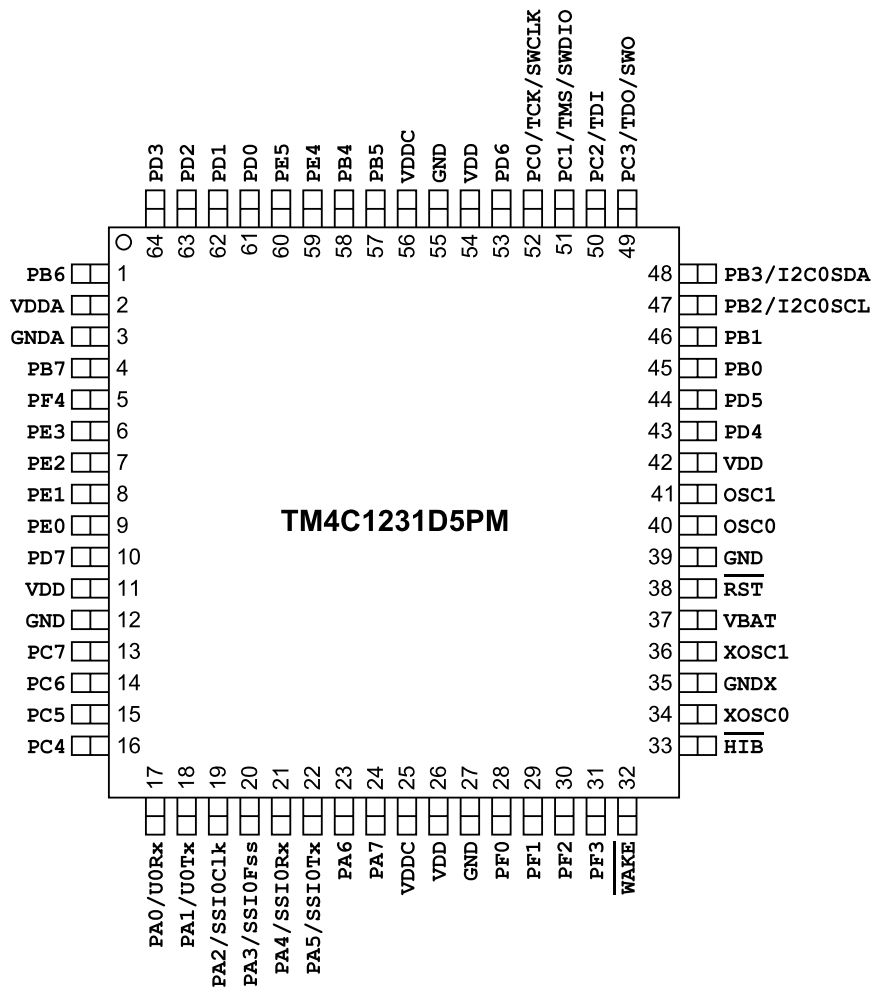 PD3
PD2
PD1
PD0
PE5
PE4
PB4
PB5
VDDC
GND
VDD
PD6
PC0/TCK/SWCLK
PC1/TMS/SWDIO
PC2/TDI
PC3/TDO/SWO
64
63
62
61
60
59
58
57
56
55
54
53
52
51
50
49
PB6 1
VDDA 2
GNDA 3
PB7 4
PF4 5
PE3 6
PE2 7
PE1 8
PE0 9
PD7 10
VDD 11
GND 12
PC7 13
PC6 14
PC5 15
PC4 16
TM4C1231D5PM
48 PB3/I2C0SDA
47 PB2/I2C0SCL
46 PB1
45 PB0
44 PD5
43 PD4
42 VDD
41 OSC1
40 OSC0
39 GND
38 RST
37 VBAT
36 XOSC1
35 GNDX
34 XOSC0
33 HIB
17
18
19
20
21
22
23
24
25
26
27
28
29
30
31
32
PA0/U0Rx
PA1/U0Tx
PA2/SSI0Clk
PA3/SSI0Fss
PA4/SSI0Rx
PA5/SSI0Tx
PA6
PA7
VDDC
VDD
GND
PF0
PF1
PF2
PF3
WAKE